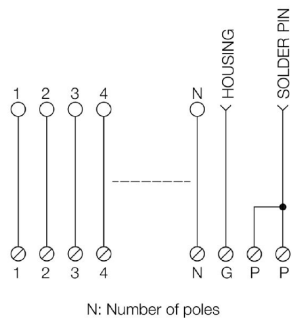 HOUSING
SOLDER PIN
1 2 3 4 N
1 2 3 4 N G P P
N: Number of poles